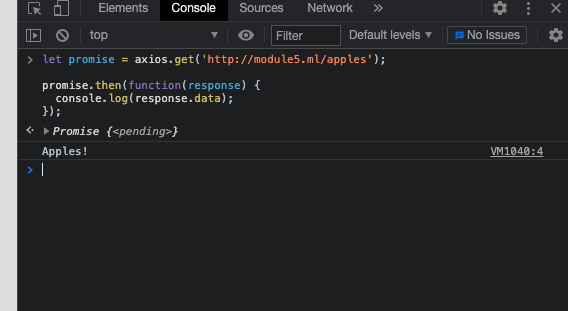 Elements Console Sources Network »
top Filter Default levels No Issues
let promise = axios.get('http://module5.ml/apples');
promise.then(function(response) {
console.log(response.data);
});
Promise {<pending>}
Apples! VM1040:4